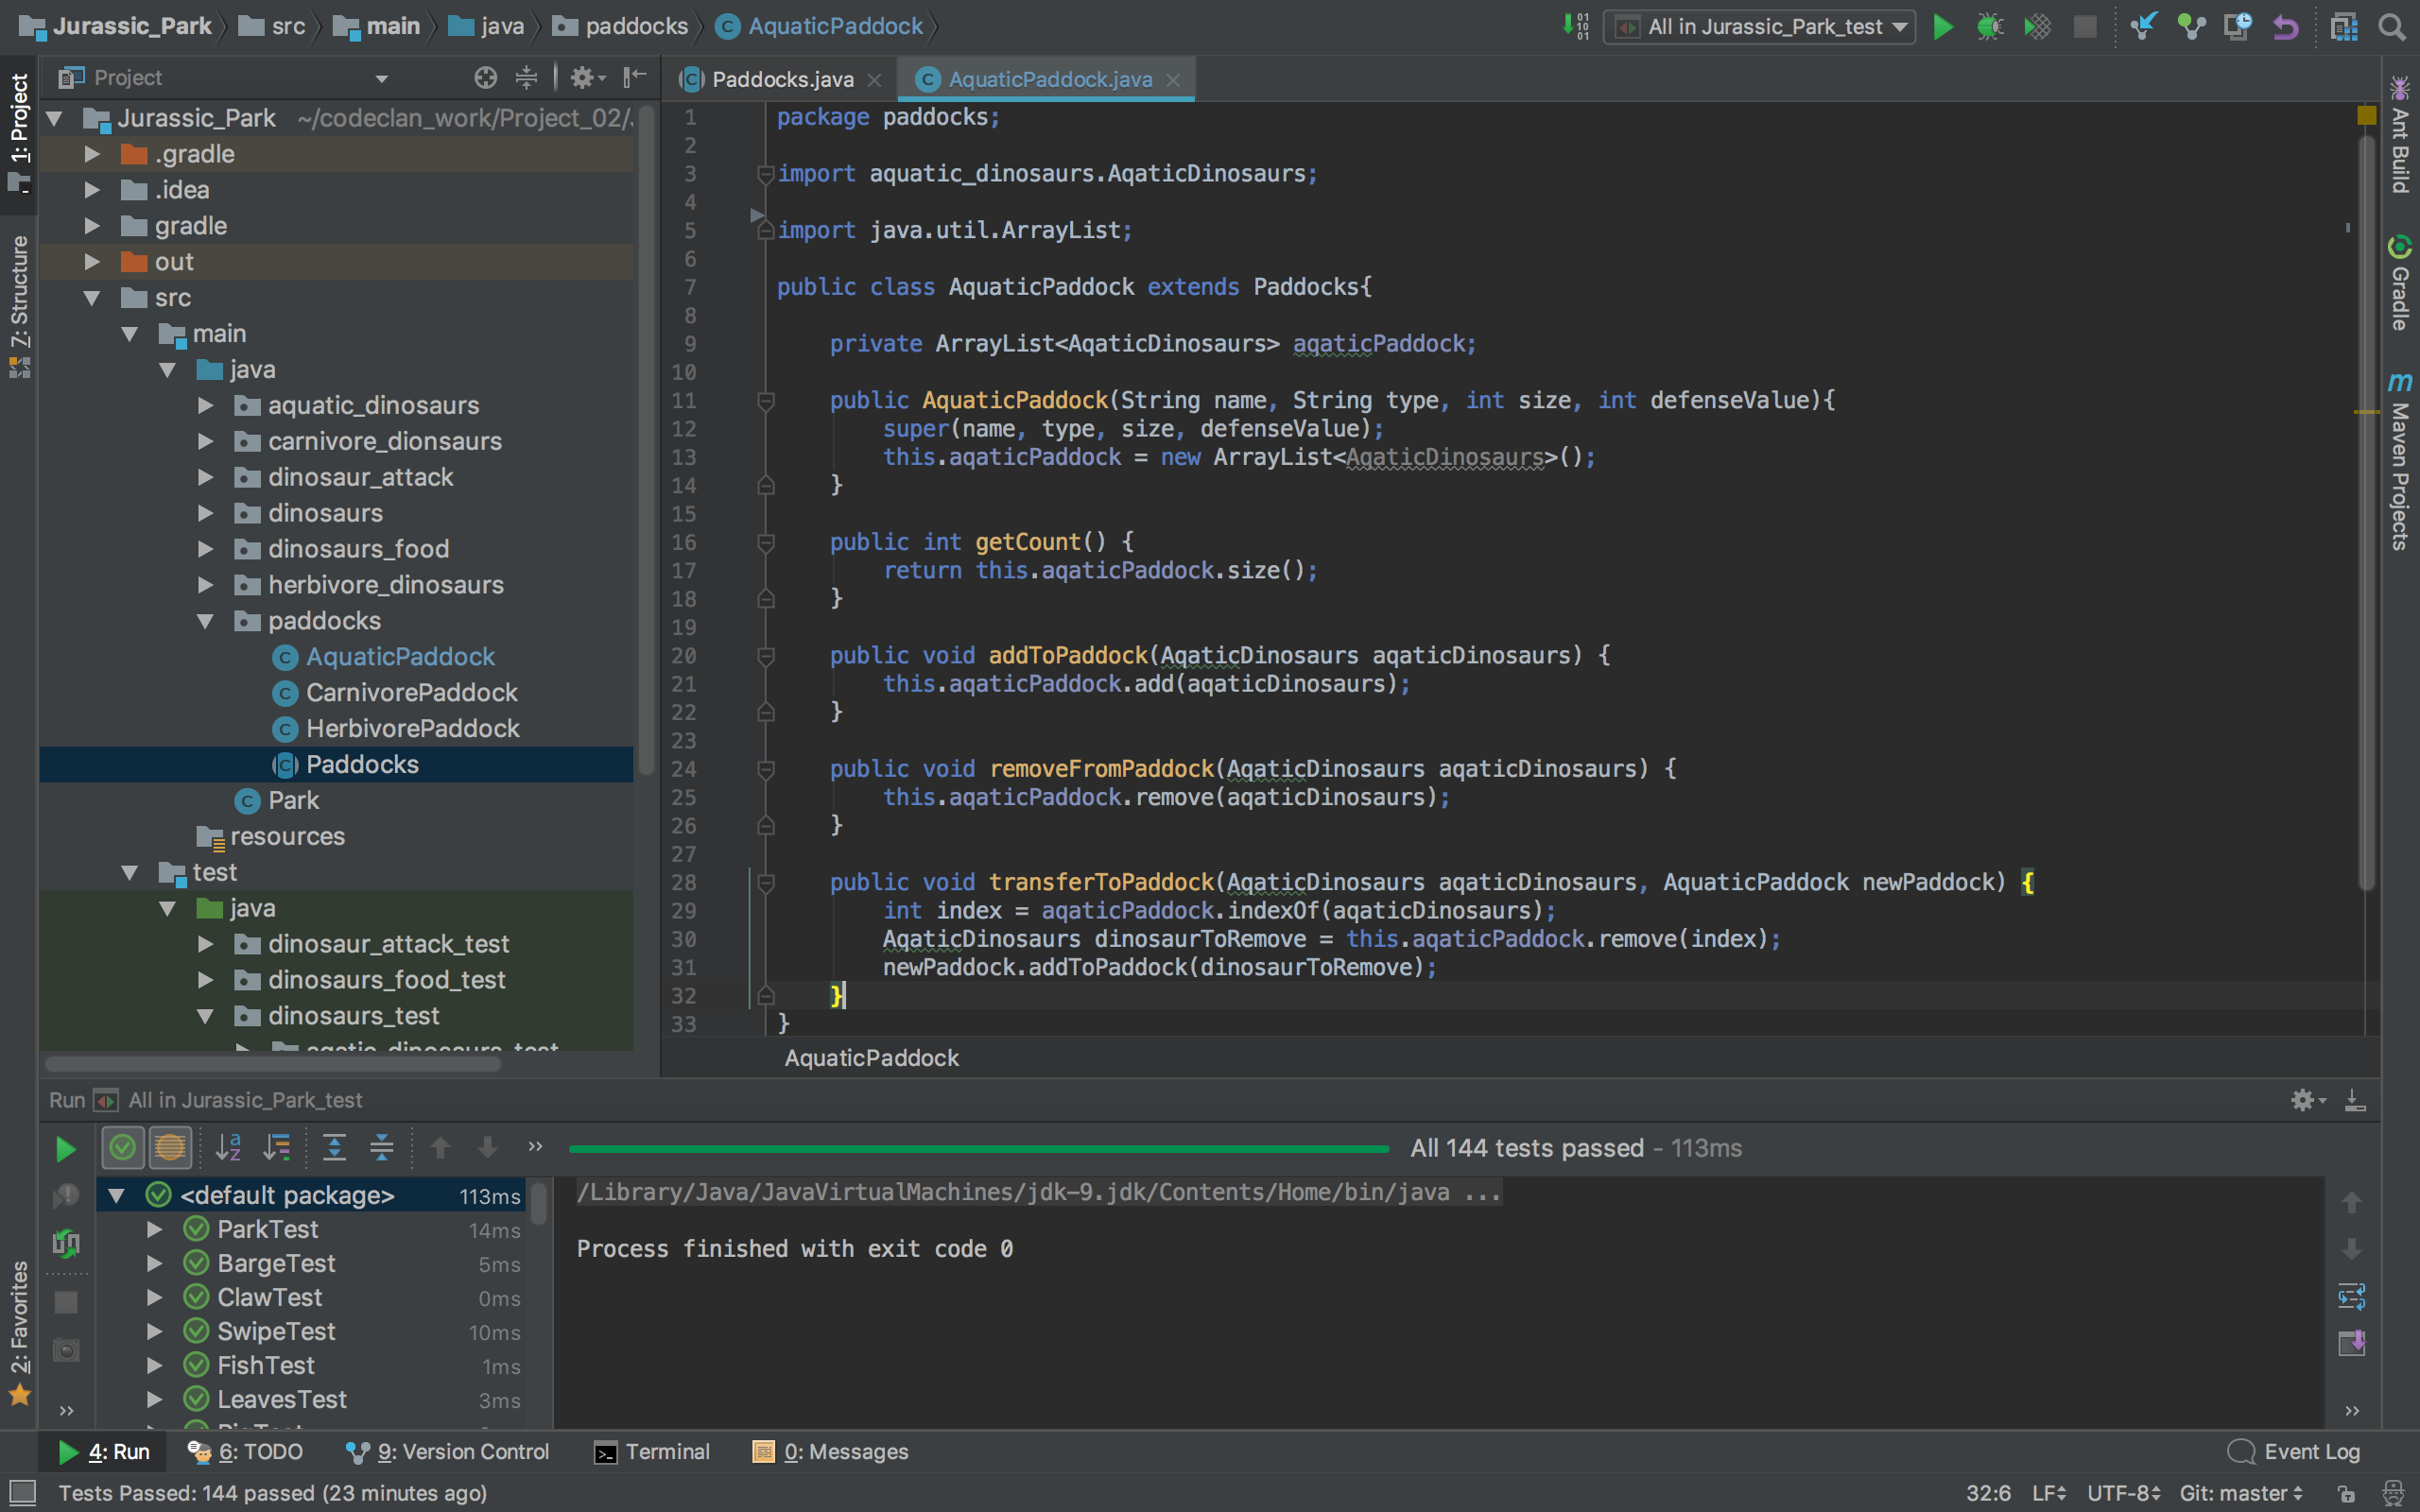 Jurassic_Park src main java paddocks AquaticPaddock
All in Jurassic_Park_test
1: Project
Z: Structure
2: Favorites
Project
Jurassic_Park ~/codeclan_work/Project_02/J
.gradle
.idea
gradle
out
src
main
java
aquatic_dinosaurs
carnivore_dionsaurs
dinosaur_attack
dinosaurs
dinosaurs_food
herbivore_dinosaurs
paddocks
AquaticPaddock
CarnivorePaddock
HerbivorePaddock
Paddocks
Park
resources
test
java
dinosaur_attack_test
dinosaurs_food_test
dinosaurs_test
aqatic_dinosaurs_test
Paddocks.java AquaticPaddock.java
1 package paddocks;
2
3 import aquatic_dinosaurs.AqaticDinosaurs;
4
5 import java.util.ArrayList;
6
7 public class AquaticPaddock extends Paddocks{
8
9 private ArrayList<AqaticDinosaurs> aqaticPaddock;
10
11 public AquaticPaddock(String name, String type, int size, int defenseValue){
12 super(name, type, size, defenseValue);
13 this.aqaticPaddock = new ArrayList<AqaticDinosaurs>();
14 }
15
16 public int getCount() {
17 return this.aqaticPaddock.size();
18 }
19
20 public void addToPaddock(AqaticDinosaurs aqaticDinosaurs) {
21 this.aqaticPaddock.add(aqaticDinosaurs);
22 }
23
24 public void removeFromPaddock(AqaticDinosaurs aqaticDinosaurs) {
25 this.aqaticPaddock.remove(aqaticDinosaurs);
26 }
27
28 public void transferToPaddock(AqaticDinosaurs aqaticDinosaurs, AquaticPaddock newPaddock) {
29 int index = aqaticPaddock.indexOf(aqaticDinosaurs);
30 AqaticDinosaurs dinosaurToRemove = this.aqaticPaddock.remove(index);
31 newPaddock.addToPaddock(dinosaurToRemove);
32 }
33 }
AquaticPaddock
Ant Build
Gradle
Maven Projects
Run All in Jurassic_Park_test
All 144 tests passed - 113ms
<default package> 113ms
ParkTest 14ms
BargeTest 5ms
ClawTest 0ms
SwipeTest 10ms
FishTest 1ms
LeavesTest 3ms
/Library/Java/JavaVirtualMachines/jdk-9.jdk/Contents/Home/bin/java ...
Process finished with exit code 0
4: Run 6: TODO 9: Version Control Terminal 0: Messages Event Log
Tests Passed: 144 passed (23 minutes ago) 32:6 LF UTF-8 Git: master